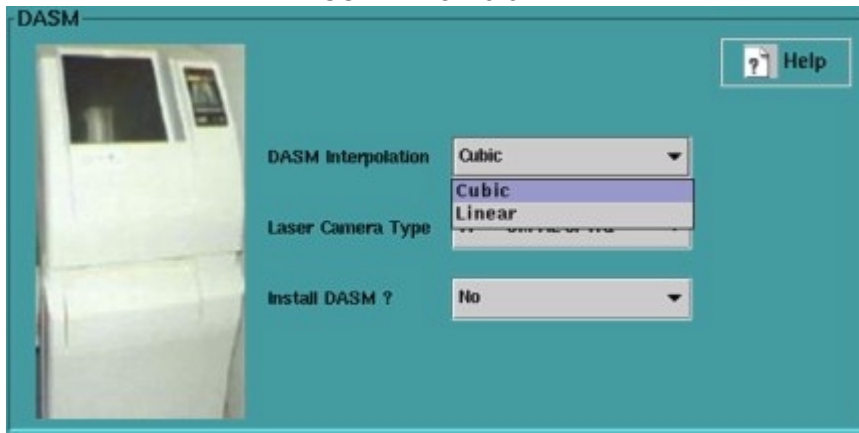 DASM
? Help
DASM Interpolation
Cubic
Cubic
Linear
Laser Camera Type
Install DASM ?
No